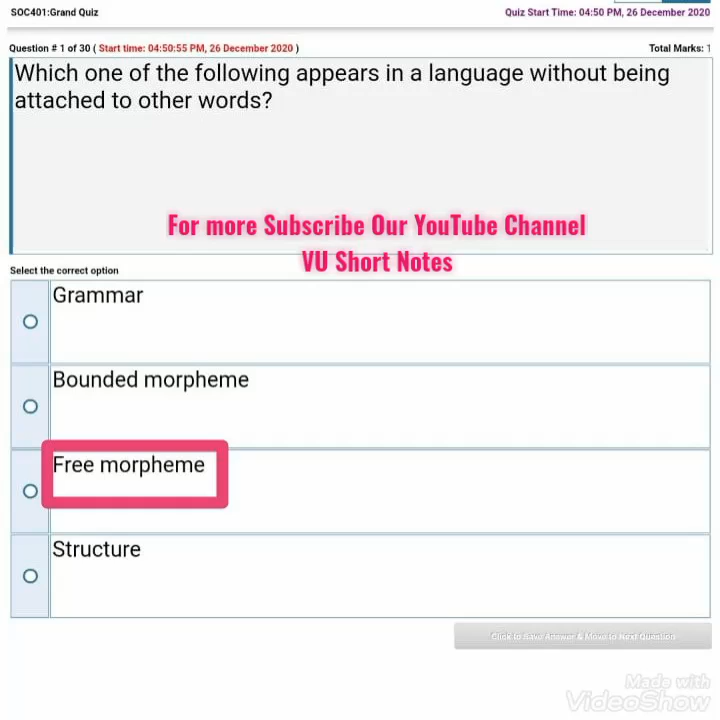 SOC401:Grand Quiz
Quiz Start Time: 04:50 PM, 26 December 2020
Question # 1 of 30 ( Start time: 04:50:55 PM, 26 December 2020 )
Total Marks: 1
Which one of the following appears in a language without being
attached to other words?
For more Subscribe Our YouTube Channel
VU Short Notes
Select the correct option
Grammar
Bounded morpheme
Free morpheme
Structure
Click to Save Answer & Move to Next Question
Made with
VideoShow